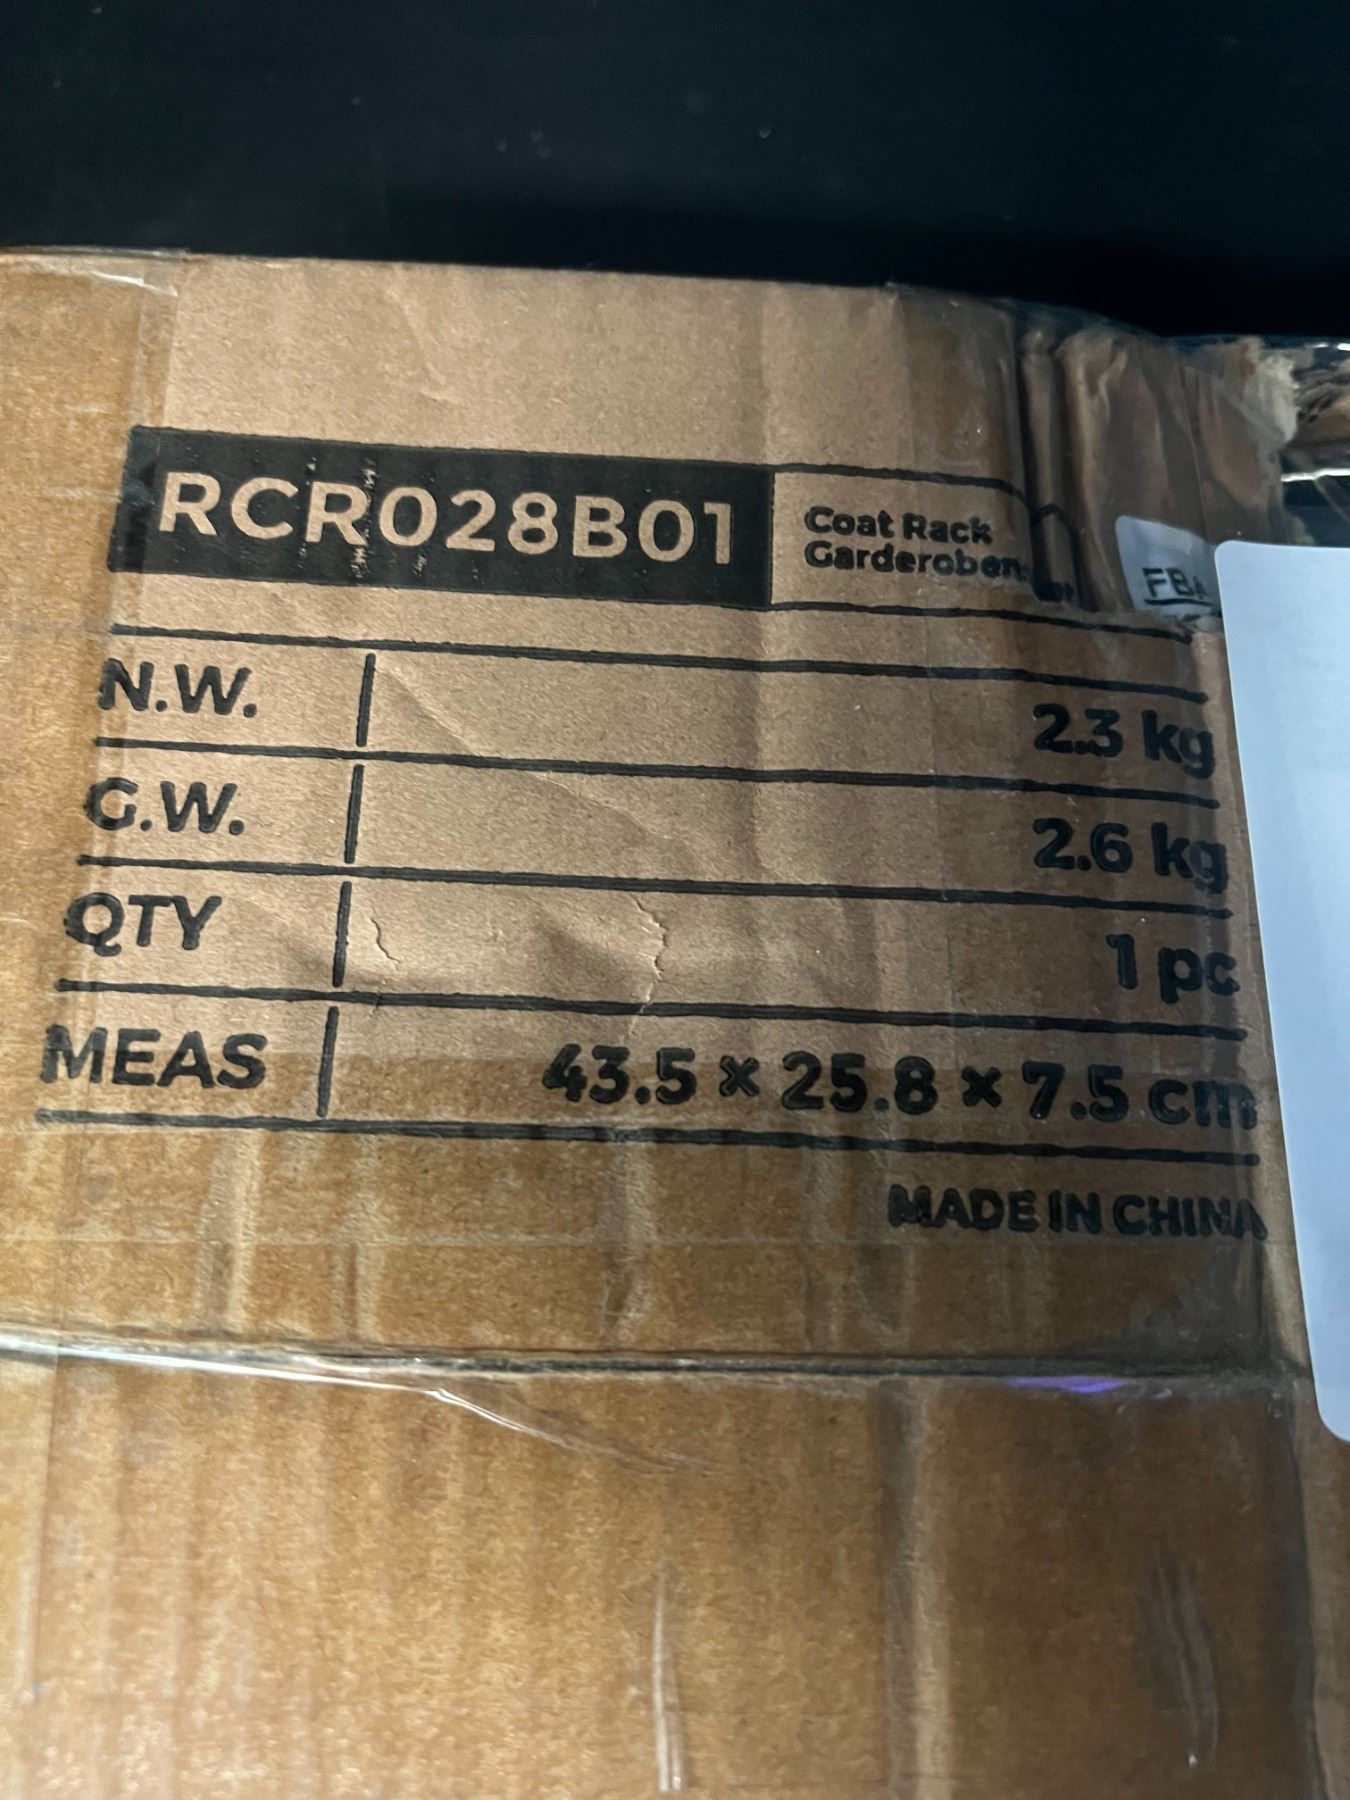 RCR028B01
Coat Rack
N.W. 2.3 kg
G.W. 2.6 kg
QTY 1 pc
MEAS 43.5 × 25.8 × 7.5 cm
MADE IN CHINA